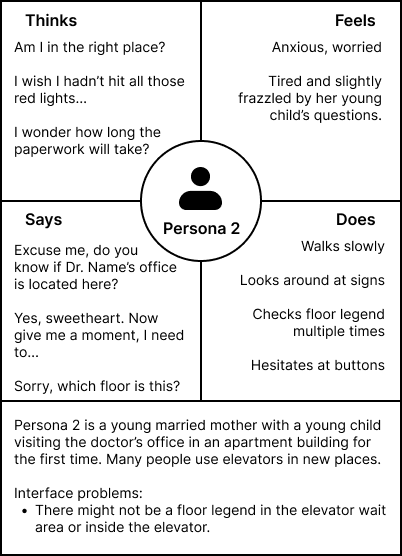 Thinks
Am I in the right place?
I wish I hadn't hit all those
red lights...
I wonder how long the
paperwork will take?
Feels
Anxious, worried
Tired and slightly
frazzled by her young
child's questions.
Persona 2
Says
Excuse me, do you
know if Dr. Name's office
is located here?
Yes, sweetheart. Now
give me a moment, I need
to...
Sorry, which floor is this?
Does
Walks slowly
Looks around at signs
Checks floor legend
multiple times
Hesitates at buttons
Persona 2 is a young married mother with a young child
visiting the doctor's office in an apartment building for
the first time. Many people use elevators in new places.
Interface problems:
• There might not be a floor legend in the elevator wait
area or inside the elevator.